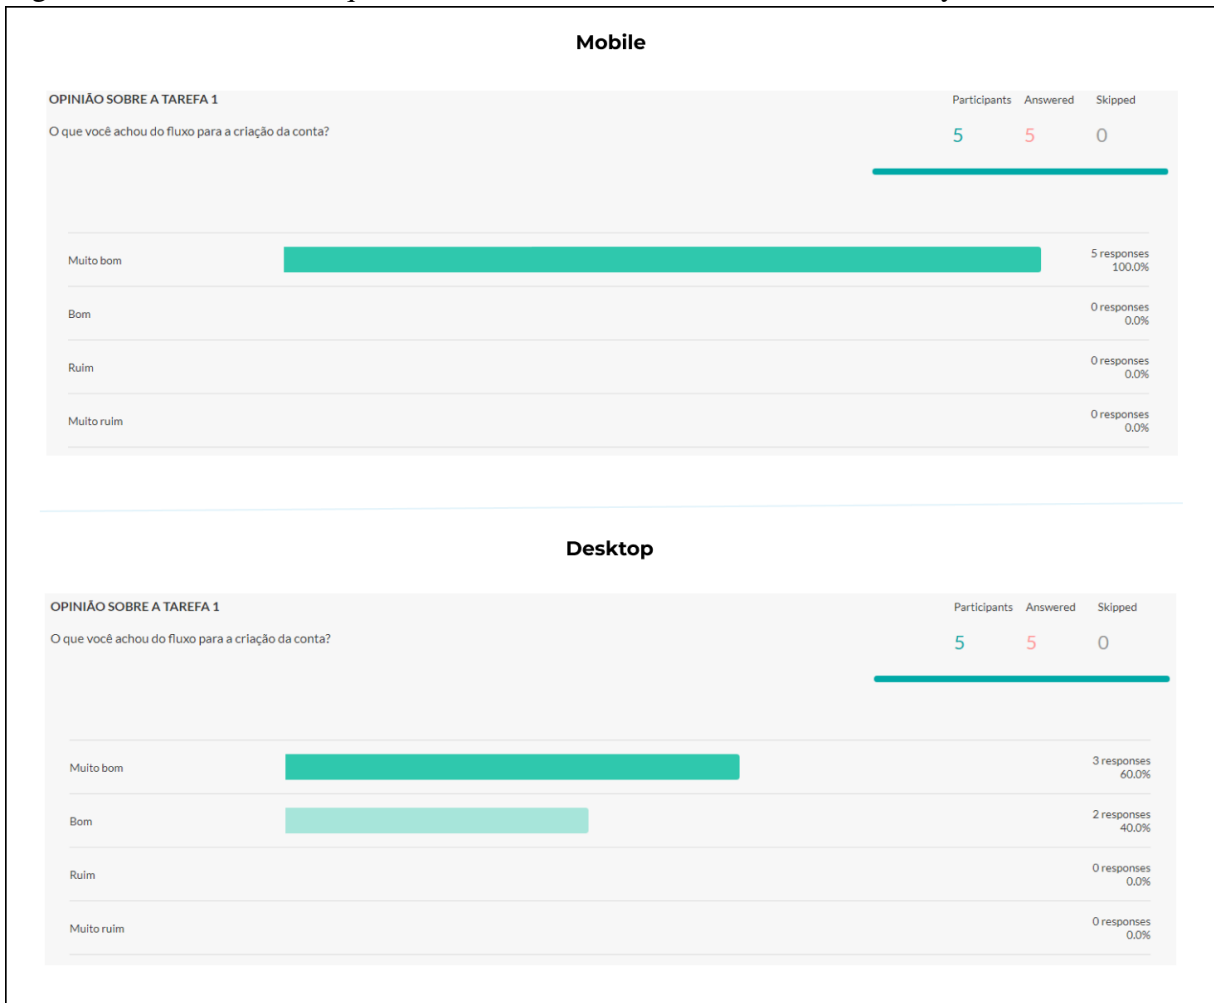 Mobile
OPINIÃO SOBRE A TAREFA 1
Participants Answered Skipped
O que você achou do fluxo para a criação da conta?
5 5 0
Muito bom
5 responses
100.0%
Bom
0 responses
0.0%
Ruim
0 responses
0.0%
Muito ruim
0 responses
0.0%
Desktop
OPINIÃO SOBRE A TAREFA 1
Participants Answered Skipped
O que você achou do fluxo para a criação da conta?
5 5 0
Muito bom
3 responses
60.0%
Bom
2 responses
40.0%
Ruim
0 responses
0.0%
Muito ruim
0 responses
0.0%